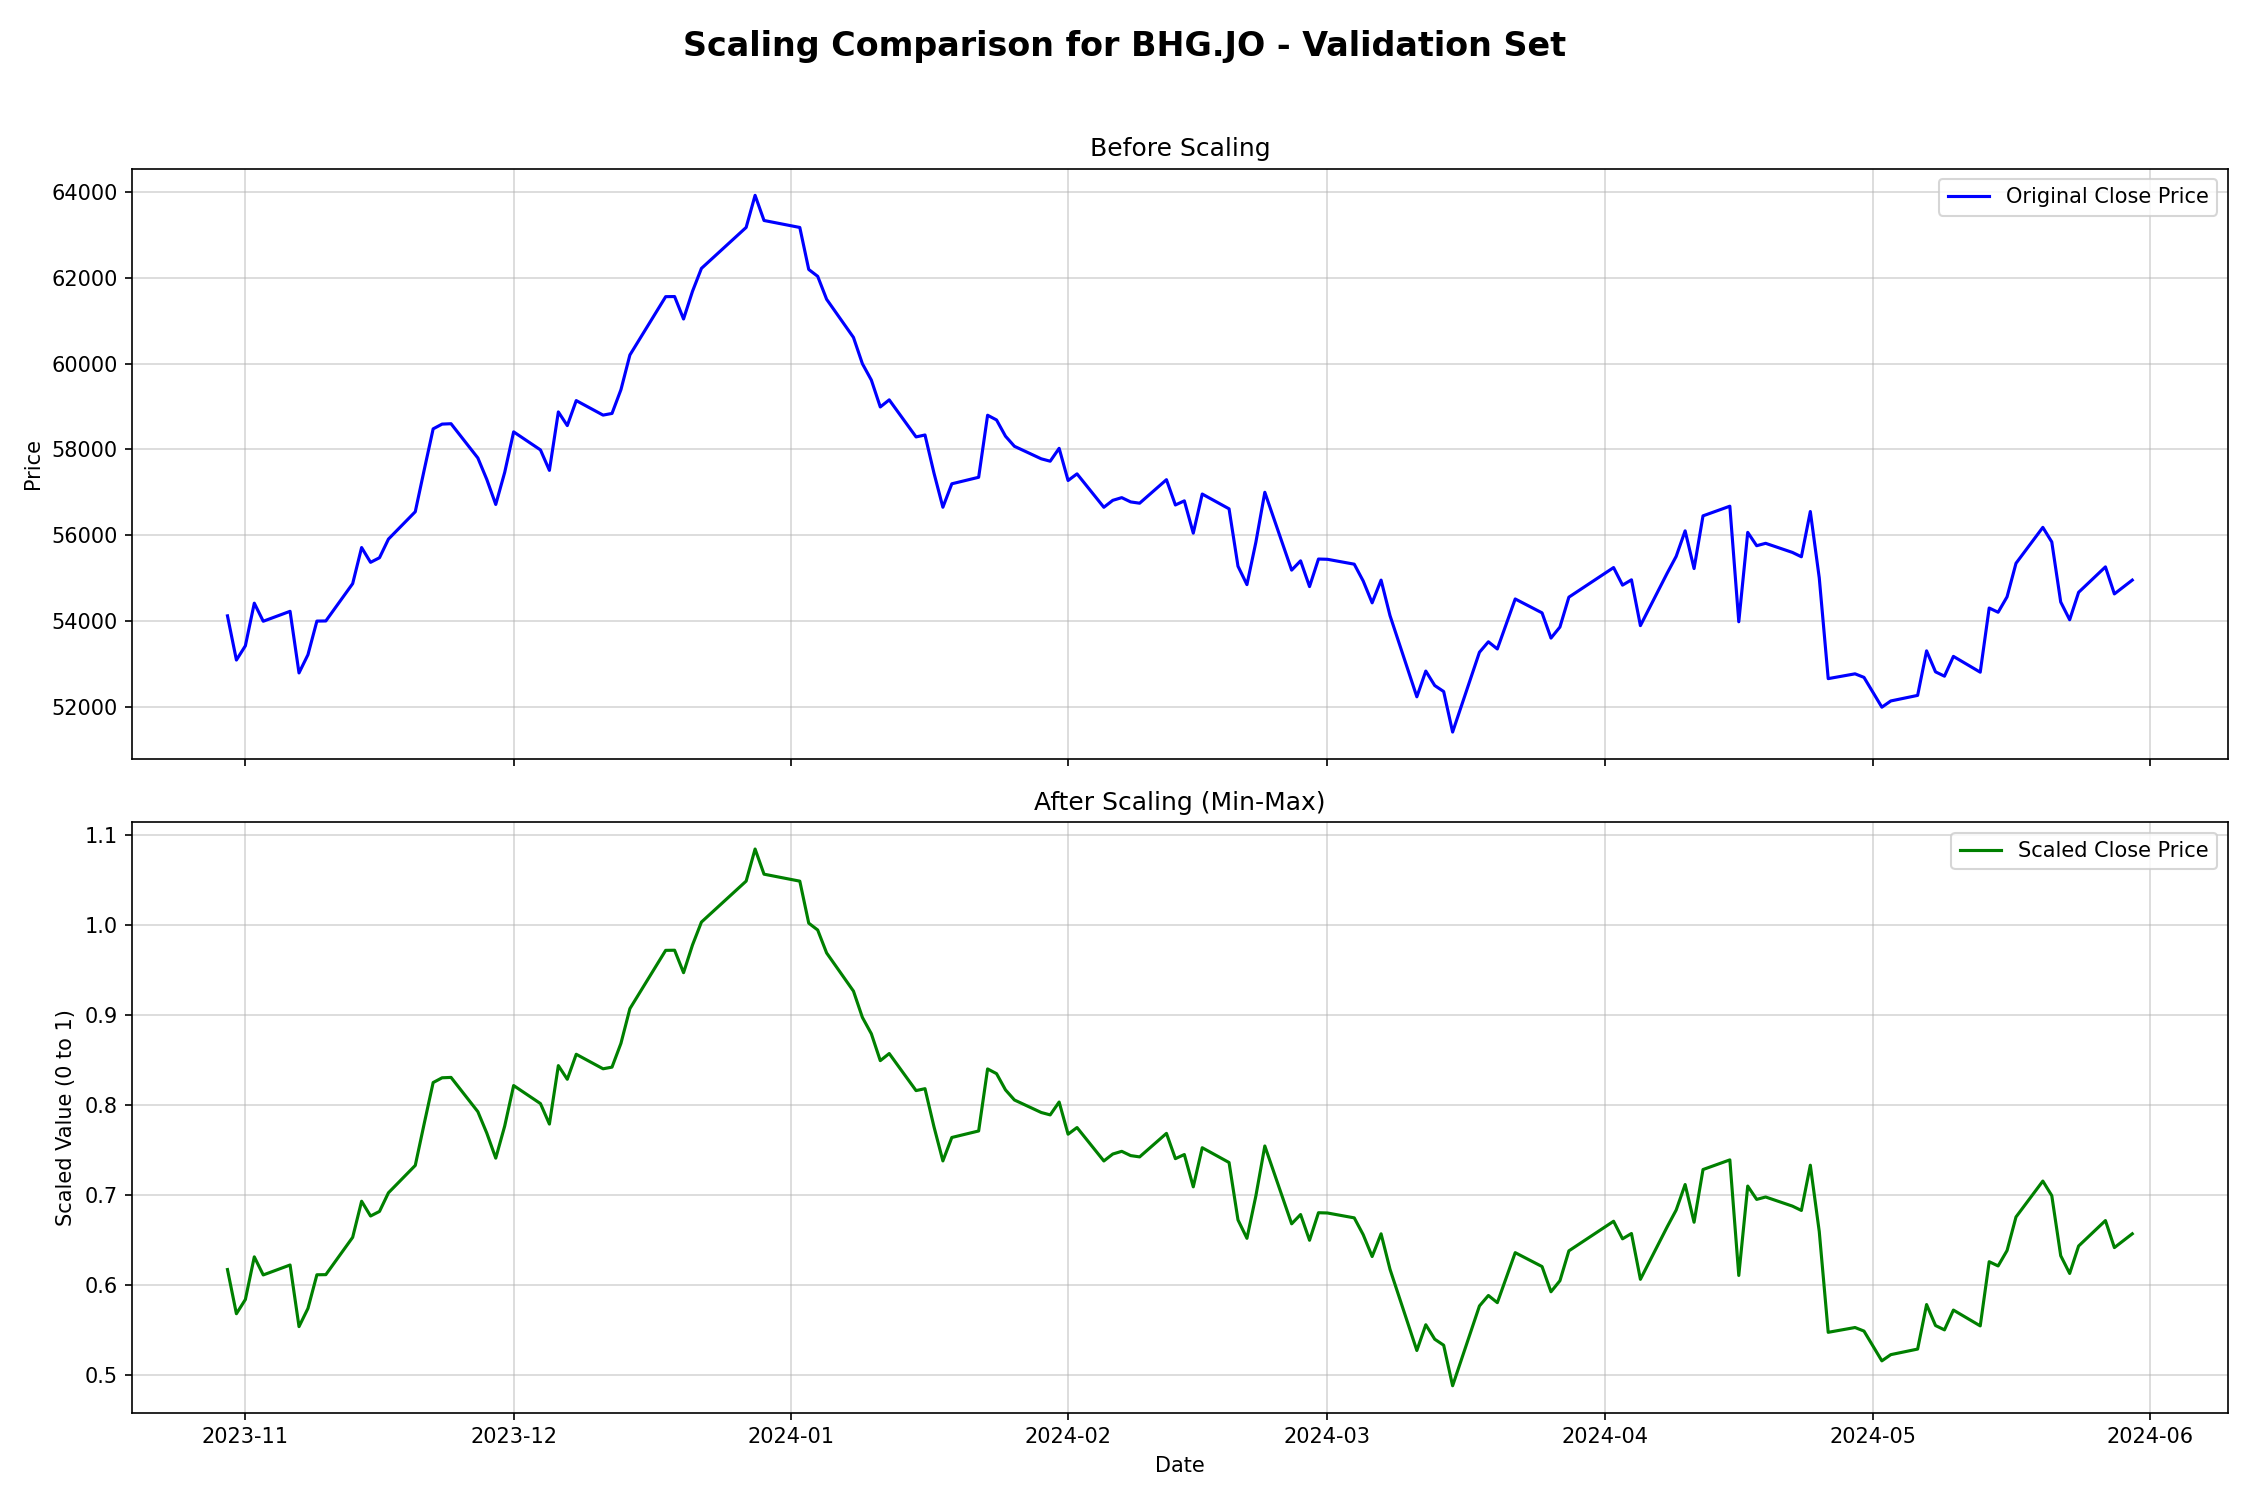 Scaling Comparison for BHG.JO - Validation Set
Before Scaling
Original Close Price
Price
64000
62000
60000
58000
56000
54000
52000
After Scaling (Min-Max)
Scaled Close Price
Scaled Value (0 to 1)
1.1
1.0
0.9
0.8
0.7
0.6
0.5
2023-11 2023-12 2024-01 2024-02 2024-03 2024-04 2024-05 2024-06
Date